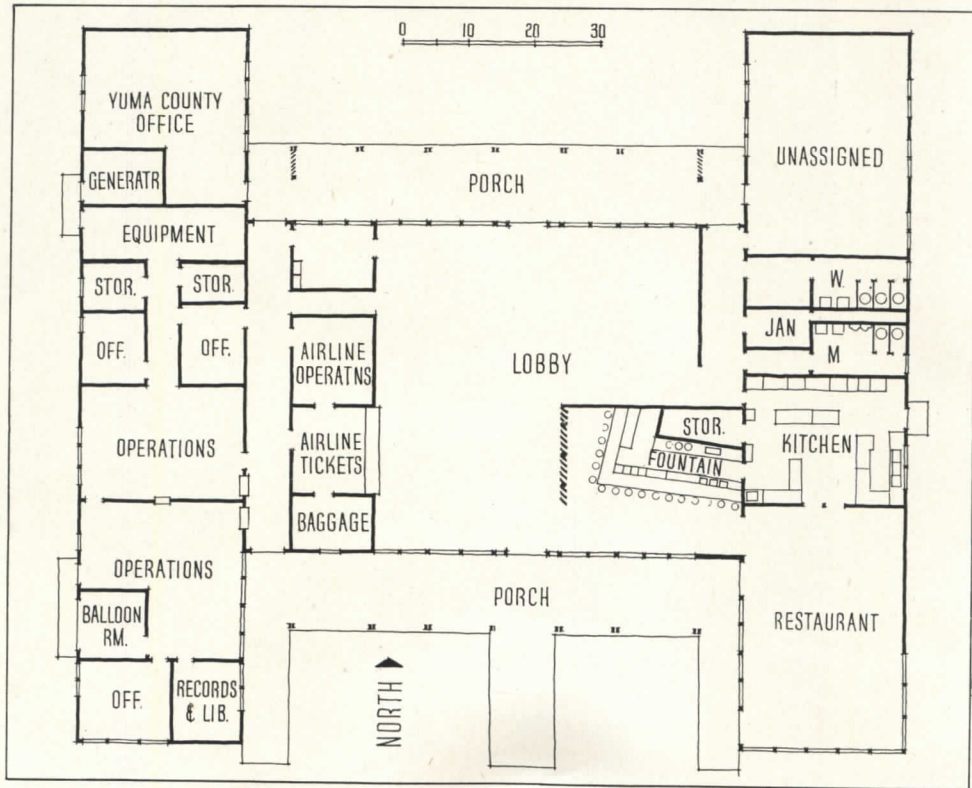 0 10 20 30
YUMA COUNTY
OFFICE
GENERATR
EQUIPMENT
STOR.
STOR.
OFF.
OFF.
OPERATIONS
OPERATIONS
BALLOON
RM.
OFF.
RECORDS
& LIB.
PORCH
LOBBY
AIRLINE
OPERATNS
AIRLINE
TICKETS
BAGGAGE
PORCH
NORTH
UNASSIGNED
W.
JAN
M
STOR.
FOUNTAIN
KITCHEN
RESTAURANT